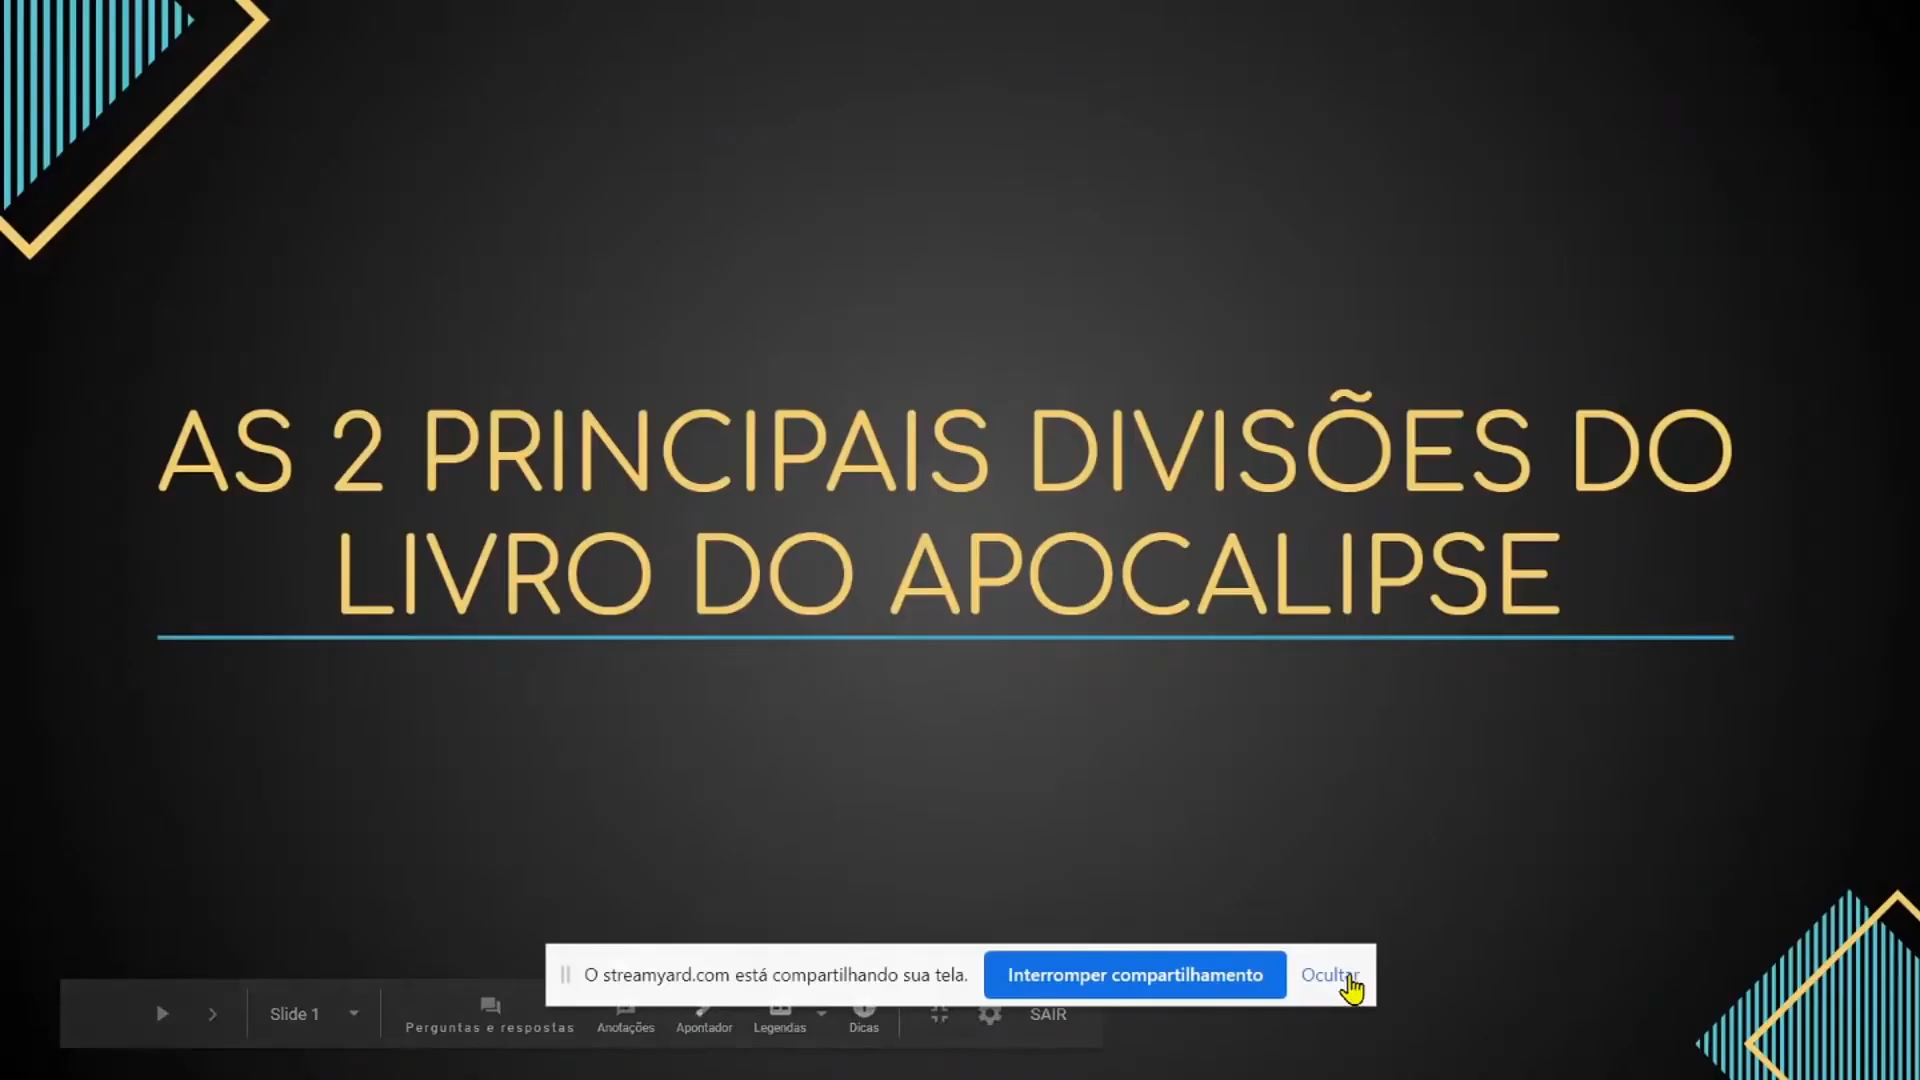 AS 2 PRINCIPAIS DIVISÕES DO
LIVRO DO APOCALIPSE
O streamyard.com está compartilhando sua tela.
Interromper compartilhamento
Ocultar
Slide 1
Perguntas e respostas
Anotações
Apontador
Legendas
Dicas
SAIR